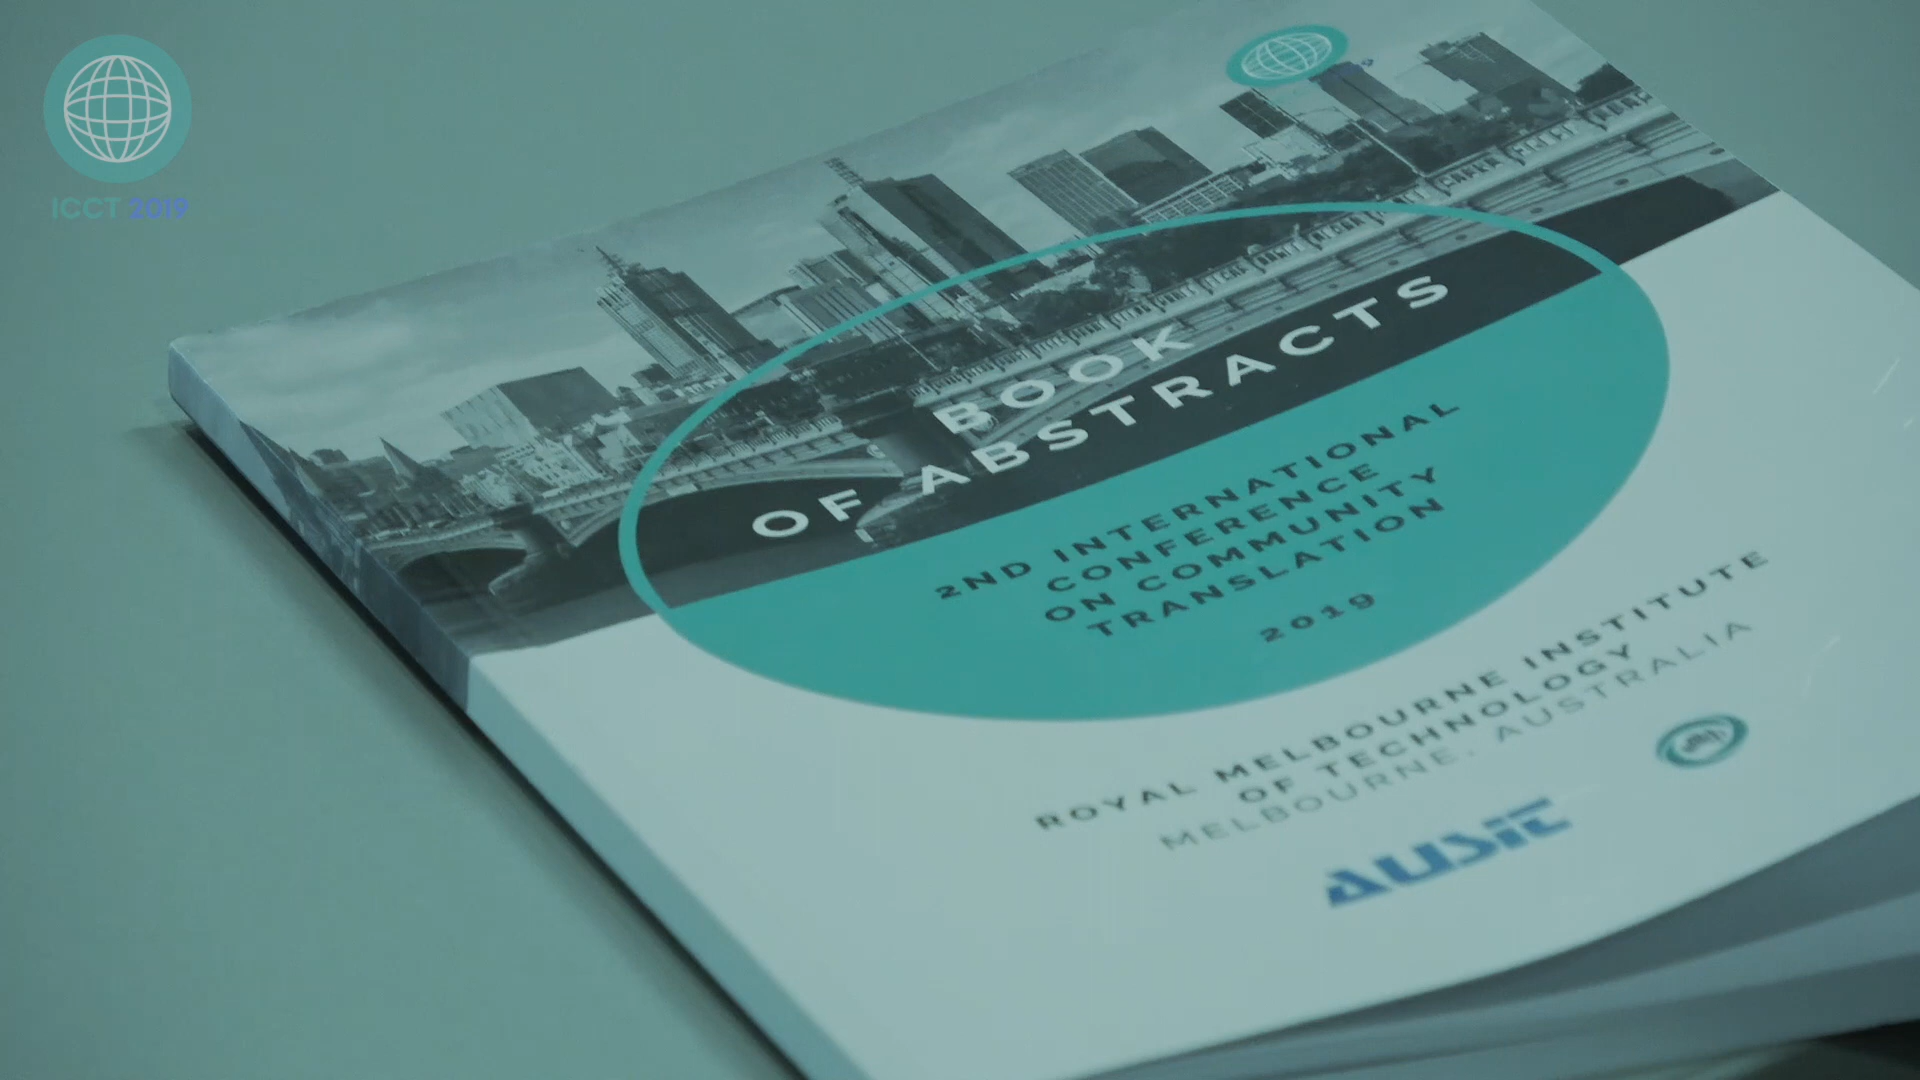 ICCT 2019
BOOK
OF ABSTRACTS
2ND INTERNATIONAL
CONFERENCE
ON COMMUNITY
TRANSLATION
2019
ROYAL MELBOURNE INSTITUTE
OF TECHNOLOGY
MELBOURNE, AUSTRALIA
AUSiT